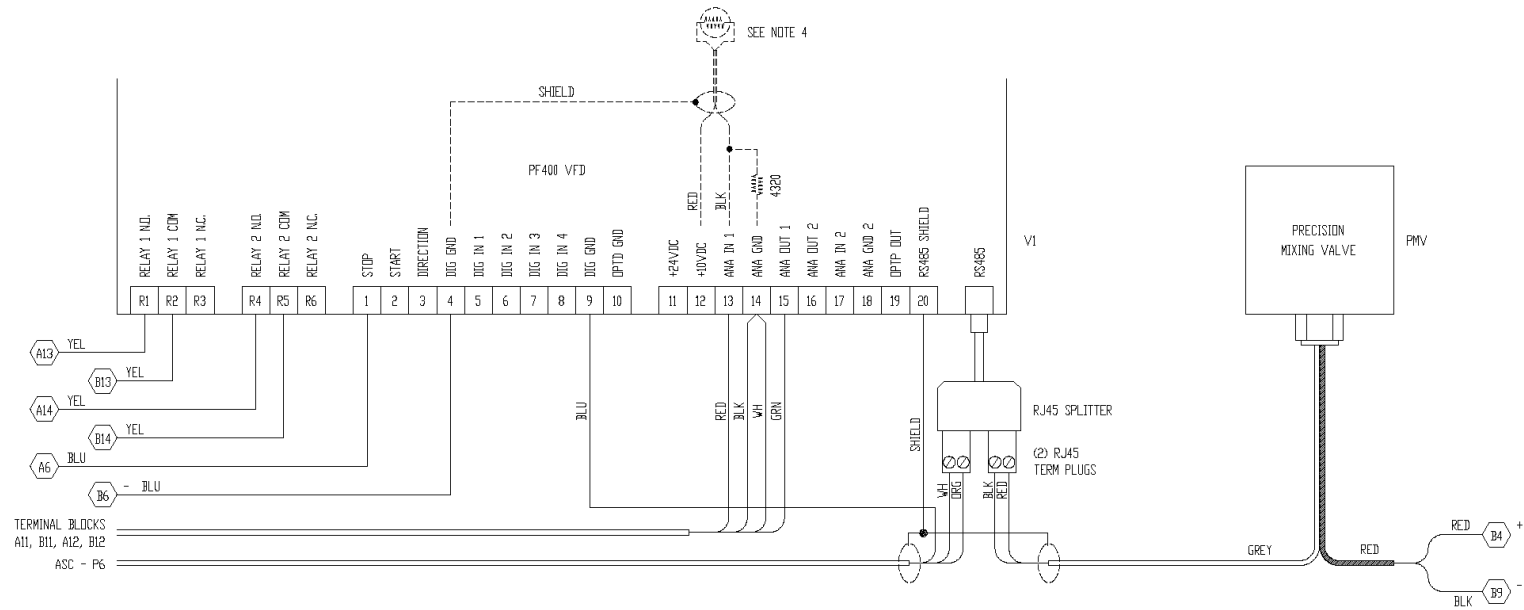 SEE NOTE 4
SHIELD
PF400 VFD
RED
BLK
4320
RELAY 1 N.O.
RELAY 1 COM
RELAY 1 N.C.
RELAY 2 N.O.
RELAY 2 COM
RELAY 2 N.C.
STOP
START
DIRECTION
DIG GND
DIG IN 1
DIG IN 2
DIG IN 3
DIG IN 4
DIG GND
OPTO GND
+24VDC
+10VDC
ANA IN 1
ANA GND
ANA OUT 1
ANA OUT 2
ANA IN 2
ANA GND 2
OPTP OUT
RS485 SHIELD
RS485
V1
PRECISION
MIXING VALVE
PMV
R1 R2 R3 R4 R5 R6 1 2 3 4 5 6 7 8 9 10 11 12 13 14 15 16 17 18 19 20
A13 YEL
B13 YEL
A14 YEL
B14 YEL
A6 BLU
B6 - BLU
BLU
RED
BLK
WH
GRN
SHIELD
RJ45 SPLITTER
(2) RJ45
TERM PLUGS
WH
ORG
BLK
RED
TERMINAL BLOCKS
A11, B11, A12, B12
ASC - P6
GREY
RED
RED B4 +
BLK B9 -